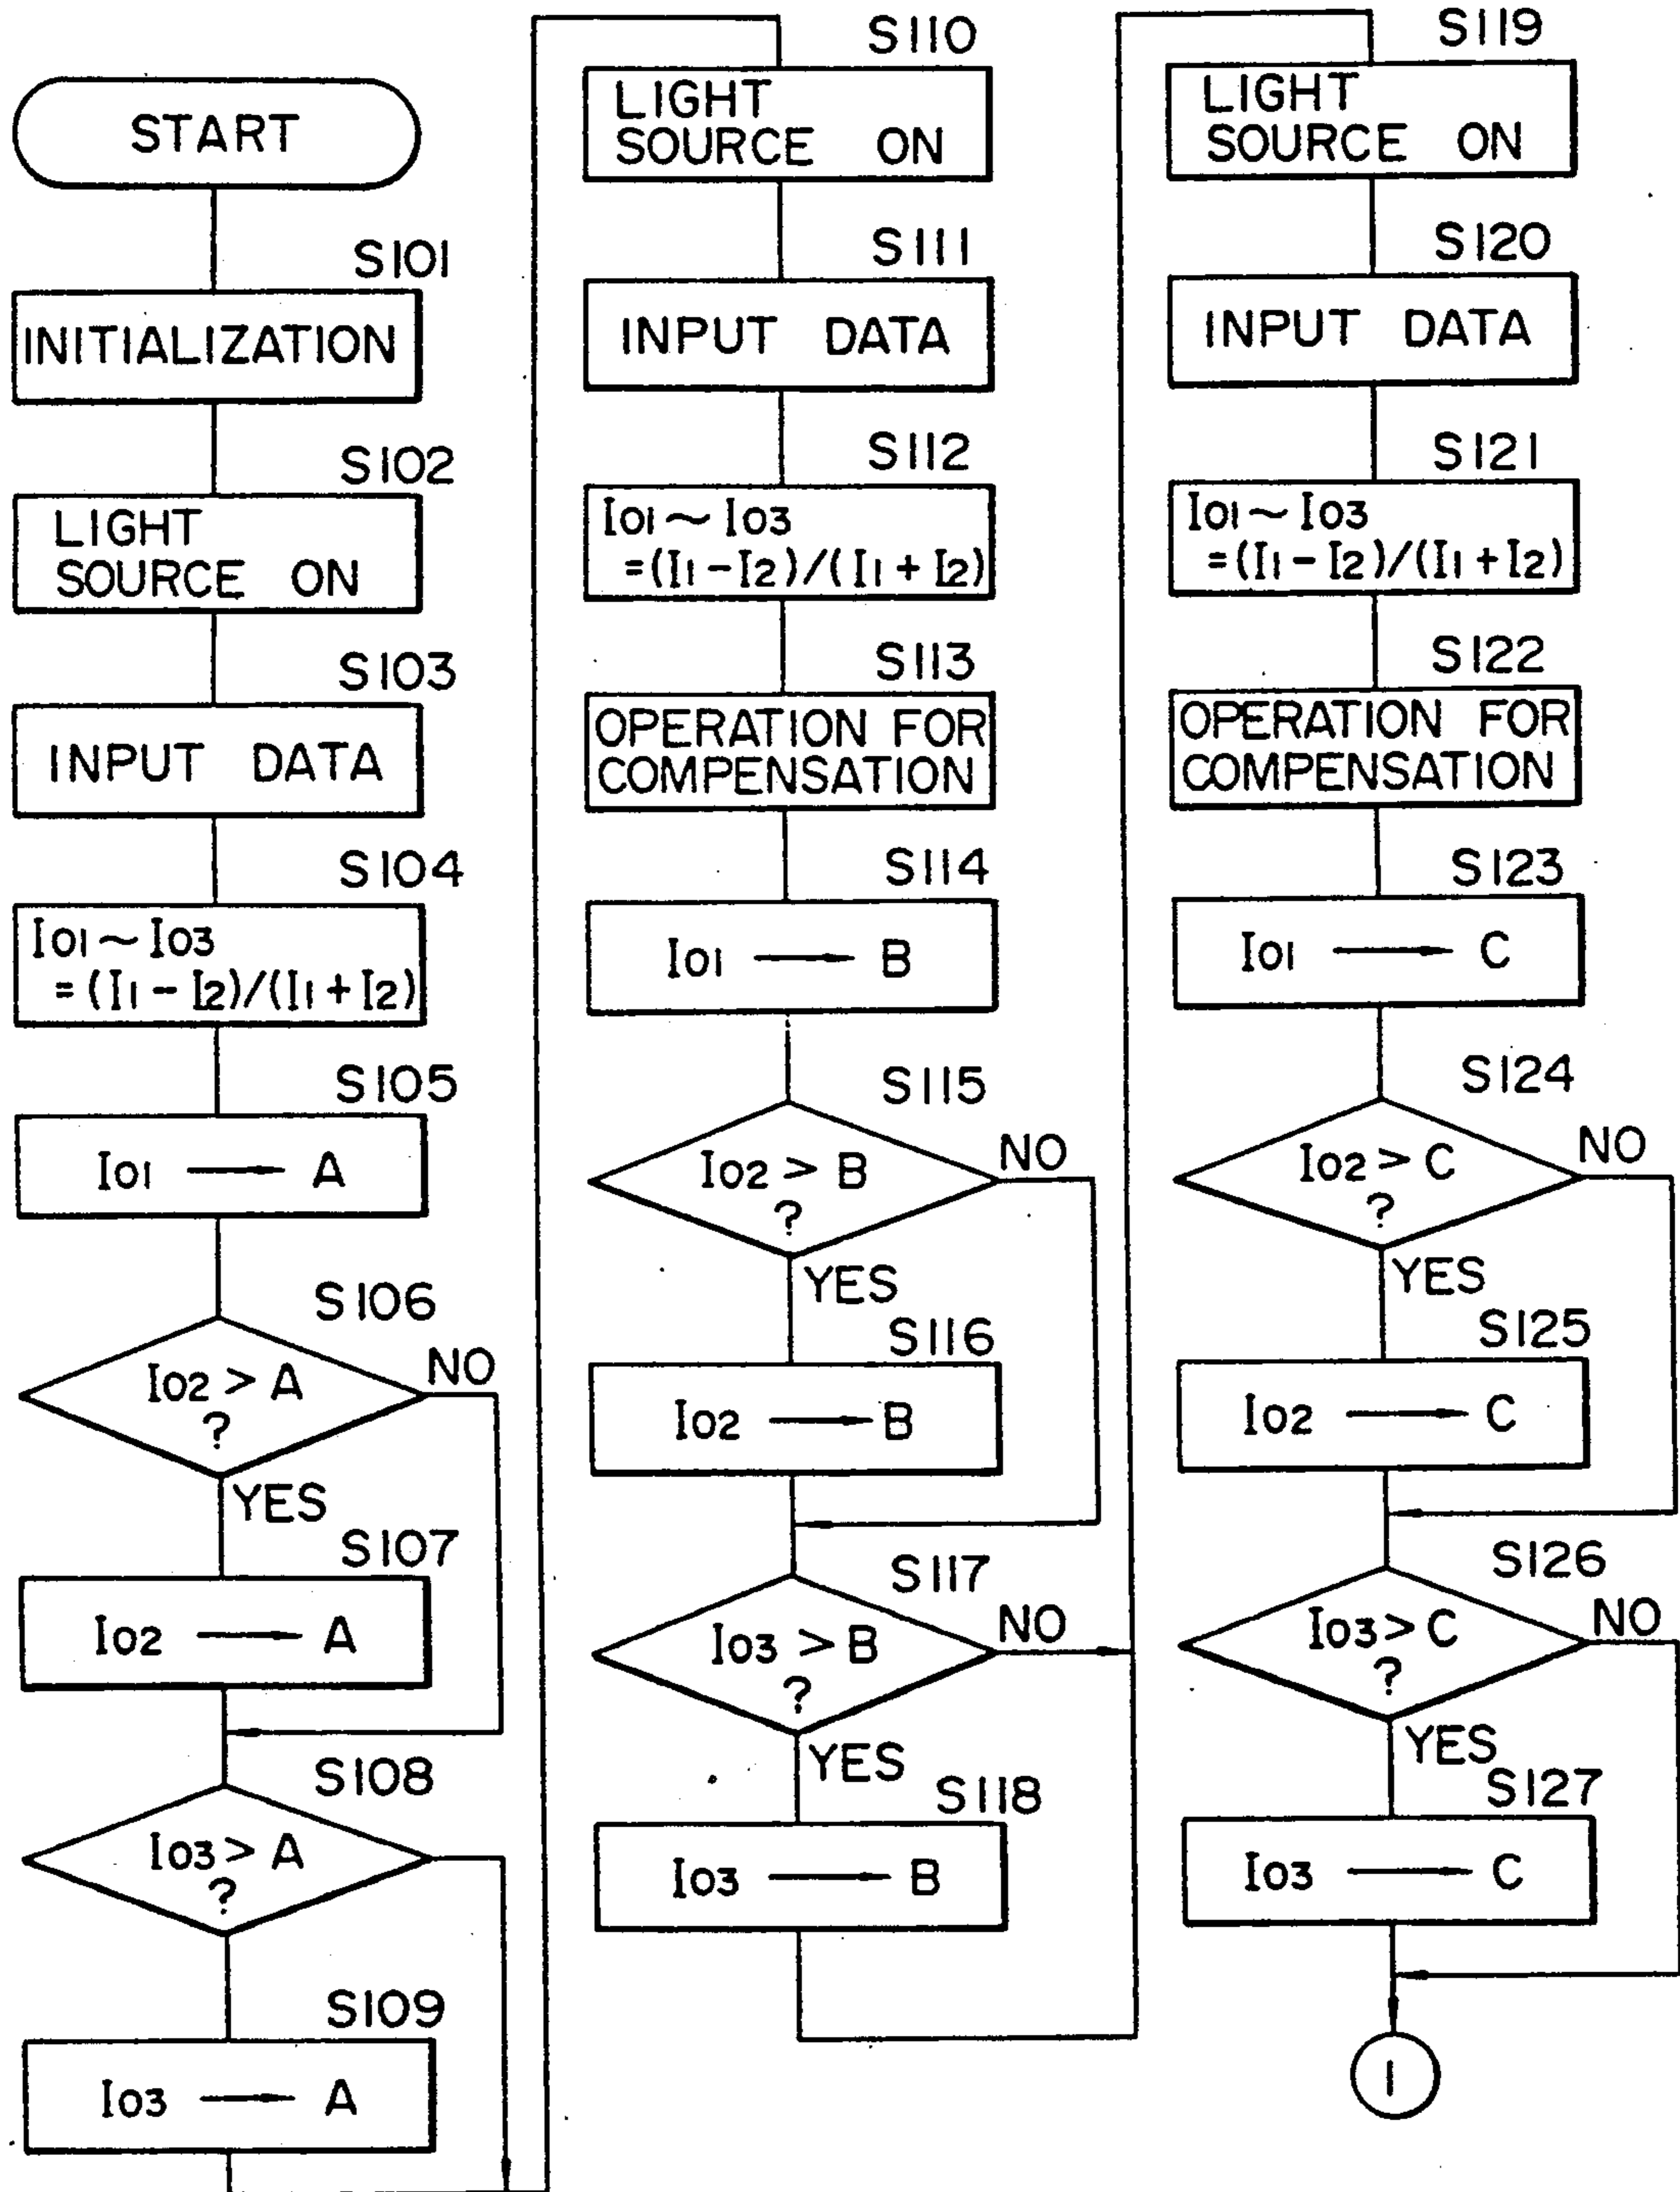 START
S101
INITIALIZATION
S102
LIGHT
SOURCE ON
S103
INPUT DATA
S104
I01 ~ I03
= (I1 - I2)/(I1 + I2)
S105
I01 → A
S106
I02 > A
?
NO
YES
S107
I02 → A
S108
I03 > A
?
S109
I03 → A
S110
LIGHT
SOURCE ON
S111
INPUT DATA
S112
I01 ~ I03
= (I1 - I2)/(I1 + I2)
S113
OPERATION FOR
COMPENSATION
S114
I01 → B
S115
I02 > B
?
NO
YES
S116
I02 → B
S117
I03 > B
?
NO
YES
S118
I03 → B
S119
LIGHT
SOURCE ON
S120
INPUT DATA
S121
I01 ~ I03
= (I1 - I2)/(I1 + I2)
S122
OPERATION FOR
COMPENSATION
S123
I01 → C
S124
I02 > C
?
NO
YES
S125
I02 → C
S126
I03 > C
?
NO
YES
S127
I03 → C
1